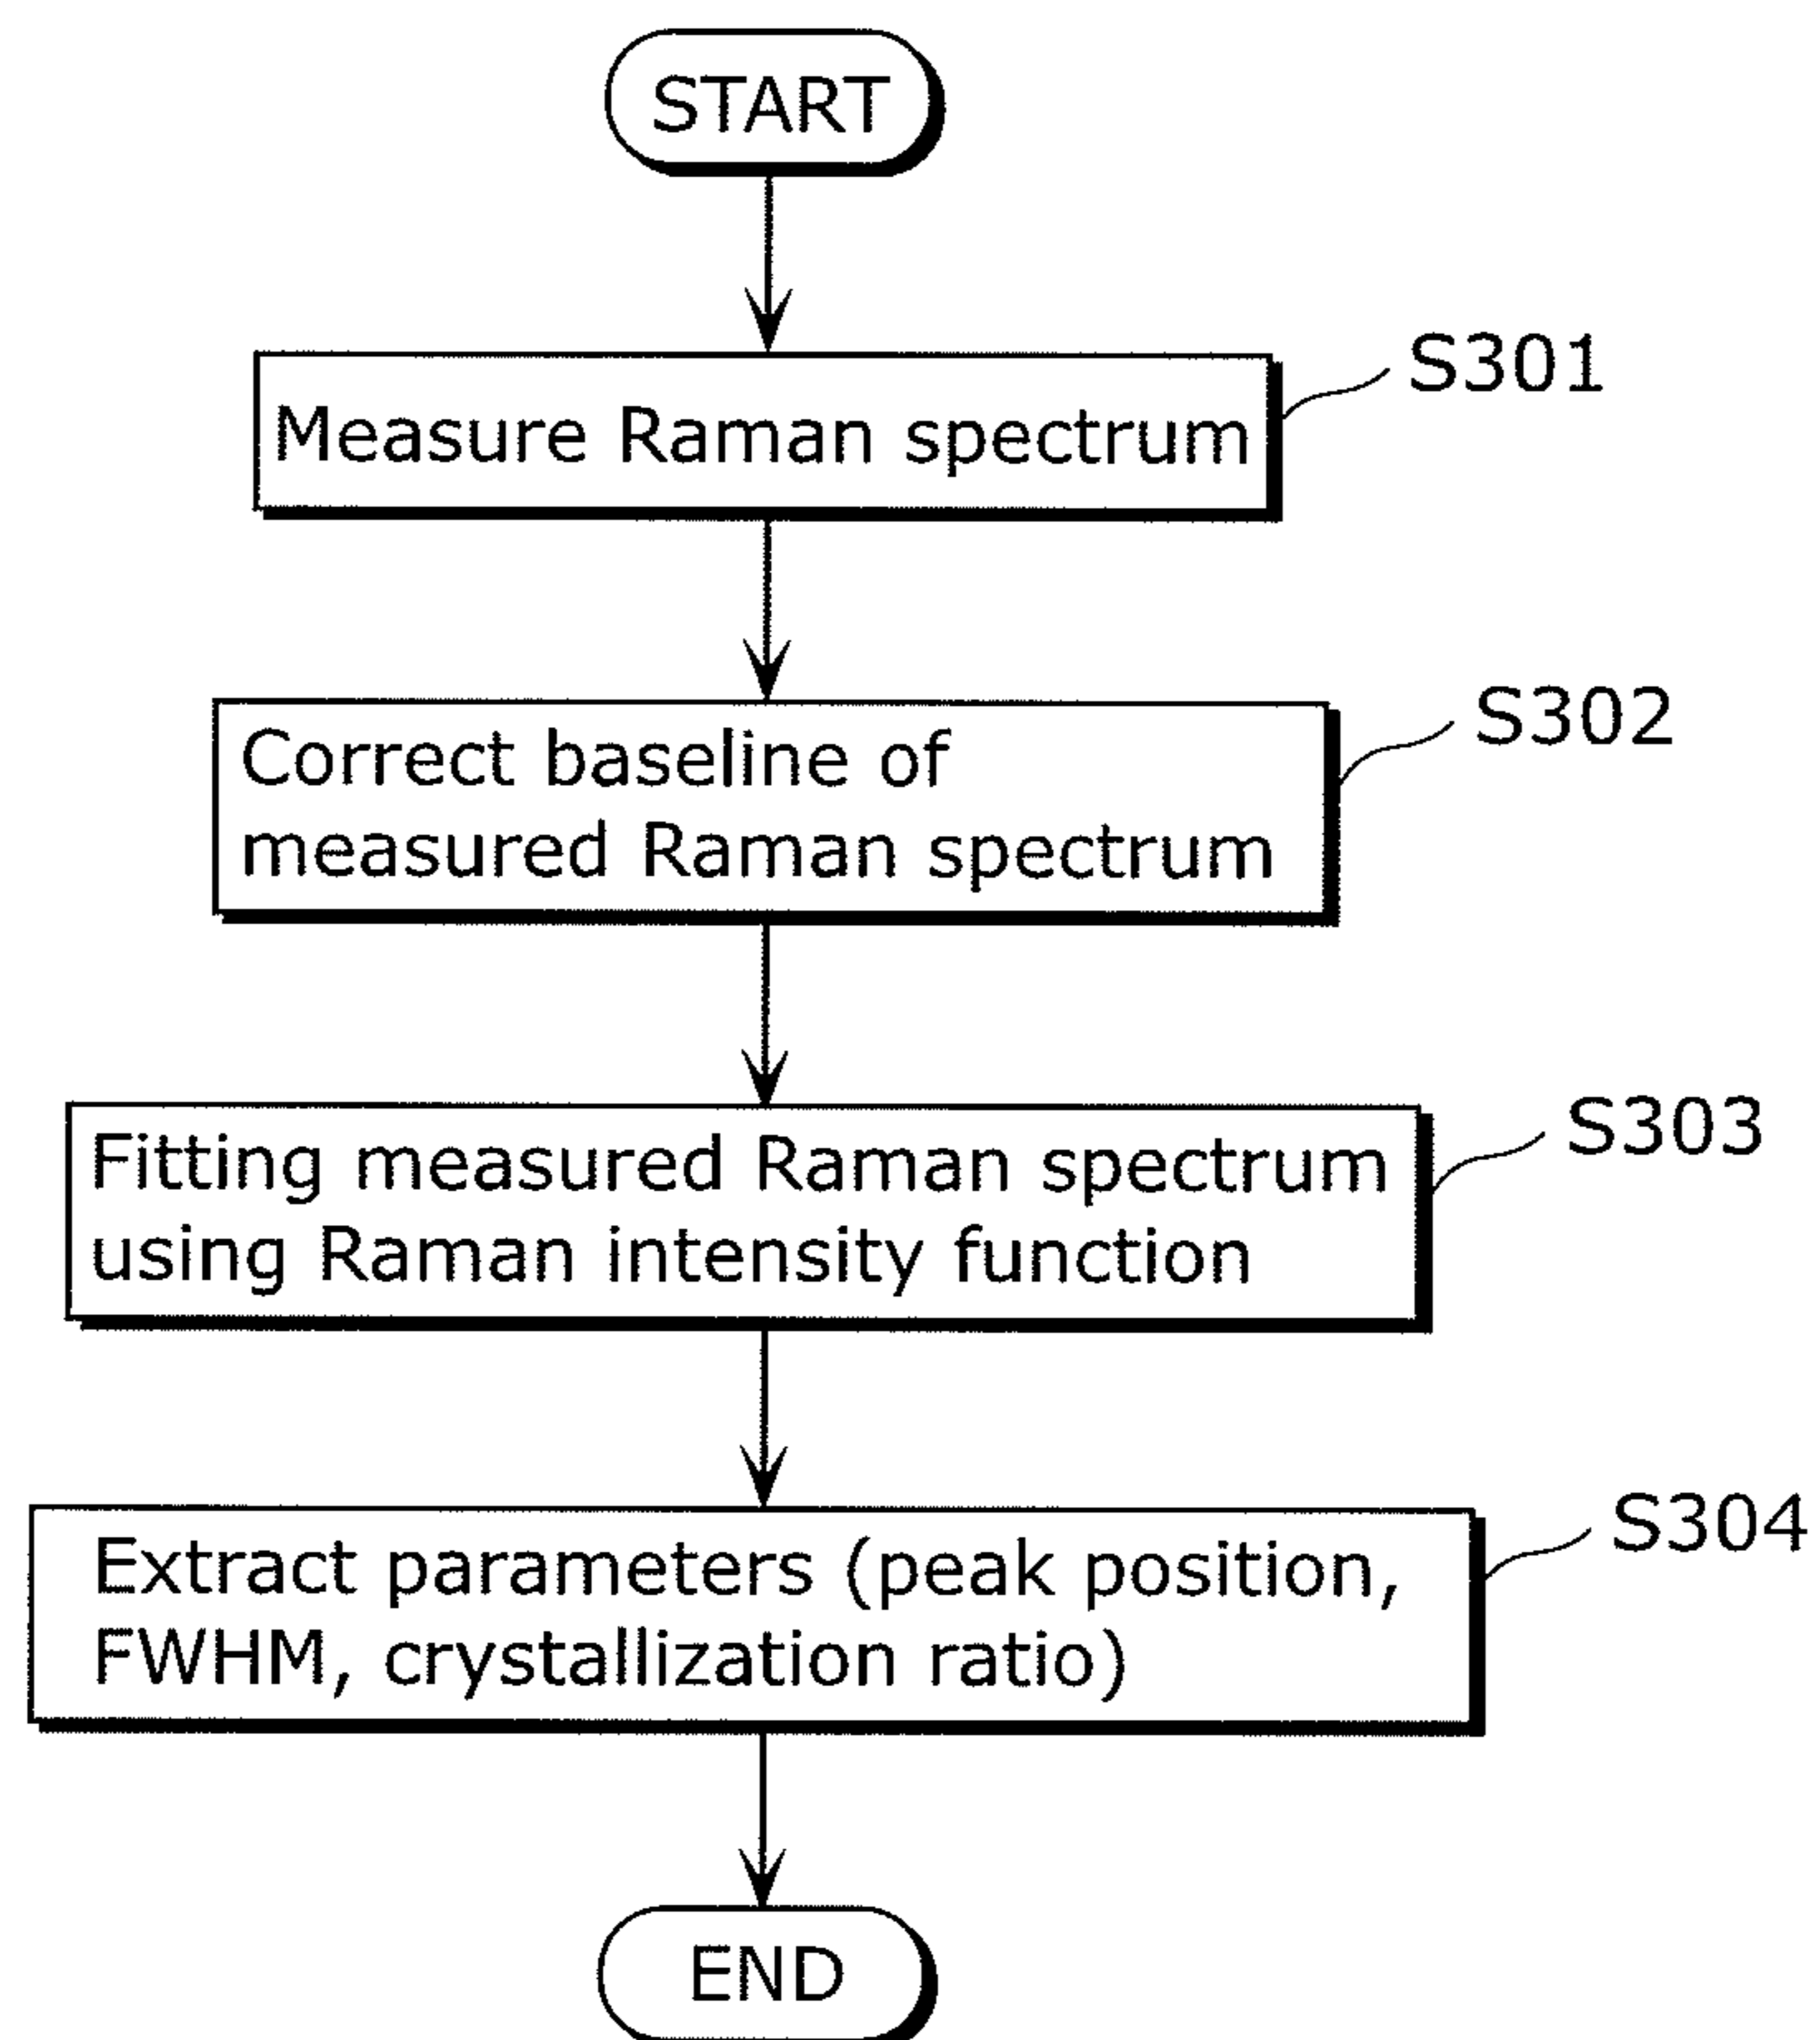 START
S301
Measure Raman spectrum
S302
Correct baseline of
measured Raman spectrum
S303
Fitting measured Raman spectrum
using Raman intensity function
S304
Extract parameters (peak position,
FWHM, crystallization ratio)
END